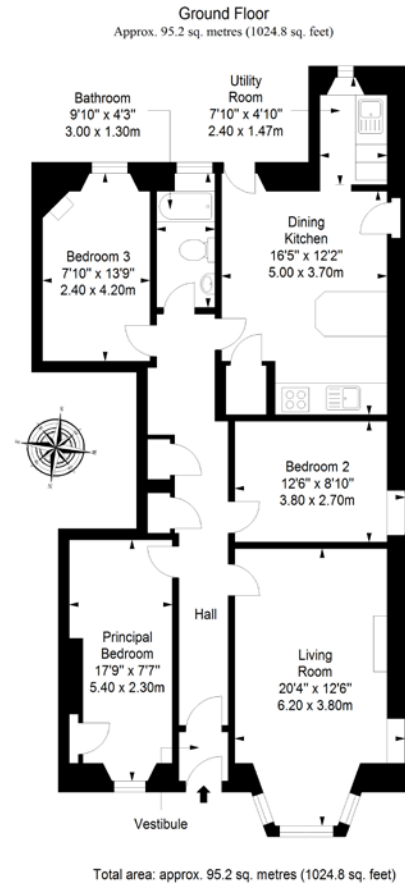 Ground Floor
Approx. 95.2 sq. metres (1024.8 sq. feet)
Bathroom
9'10" x 4'3"
3.00 x 1.30m
Utility
Room
7'10" x 4'10"
2.40 x 1.47m
Dining
Kitchen
16'5" x 12'2"
5.00 x 3.70m
Bedroom 3
7'10" x 13'9"
2.40 x 4.20m
Bedroom 2
12'6" x 8'10"
3.80 x 2.70m
Hall
Principal
Bedroom
17'9" x 7'7"
5.40 x 2.30m
Living
Room
20'4" x 12'6"
6.20 x 3.80m
Vestibule
Total area: approx. 95.2 sq. metres (1024.8 sq. feet)